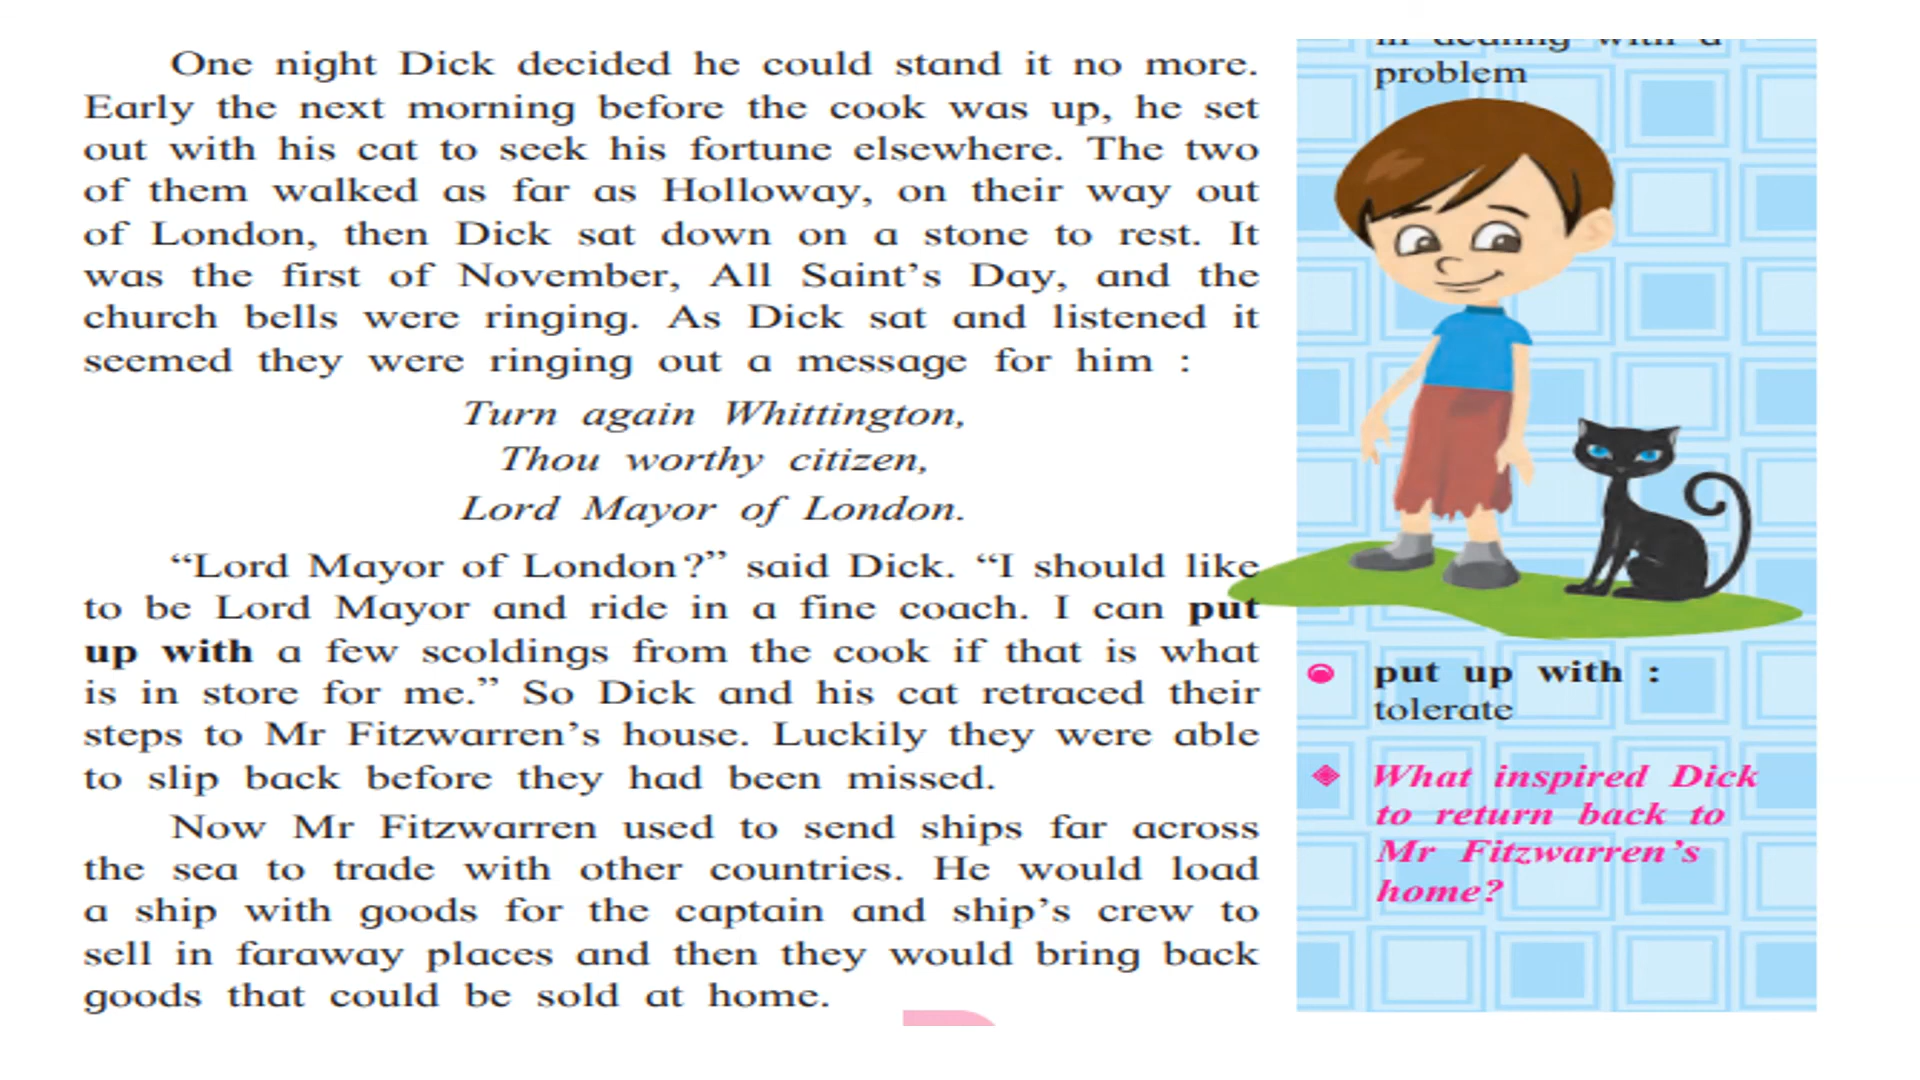 One night Dick decided he could stand it no more.
Early the next morning before the cook was up, he set
out with his cat to seek his fortune elsewhere. The two
of them walked as far as Holloway, on their way out
of London, then Dick sat down on a stone to rest. It
was the first of November, All Saint's Day, and the
church bells were ringing. As Dick sat and listened it
seemed they were ringing out a message for him :
Turn again Whittington,
Thou worthy citizen,
Lord Mayor of London.
“Lord Mayor of London?” said Dick. “I should like
to be Lord Mayor and ride in a fine coach. I can put
up with a few scoldings from the cook if that is what
is in store for me.” So Dick and his cat retraced their
steps to Mr Fitzwarren’s house. Luckily they were able
to slip back before they had been missed.
Now Mr Fitzwarren used to send ships far across
the sea to trade with other countries. He would load
a ship with goods for the captain and ship’s crew to
sell in faraway places and then they would bring back
goods that could be sold at home.
in dealing with a
problem
put up with :
tolerate
What inspired Dick
to return back to
Mr Fitzwarren’s
home?